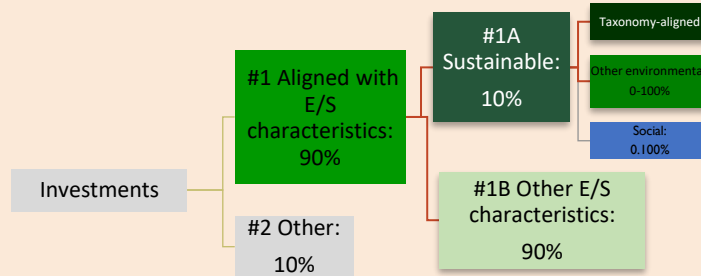 Investments
#1 Aligned with
E/S
characteristics:
90%
#2 Other:
10%
#1A
Sustainable:
10%
#1B Other E/S
characteristics:
90%
Taxonomy-aligned
Other environmenta
0-100%
Social:
0.100%